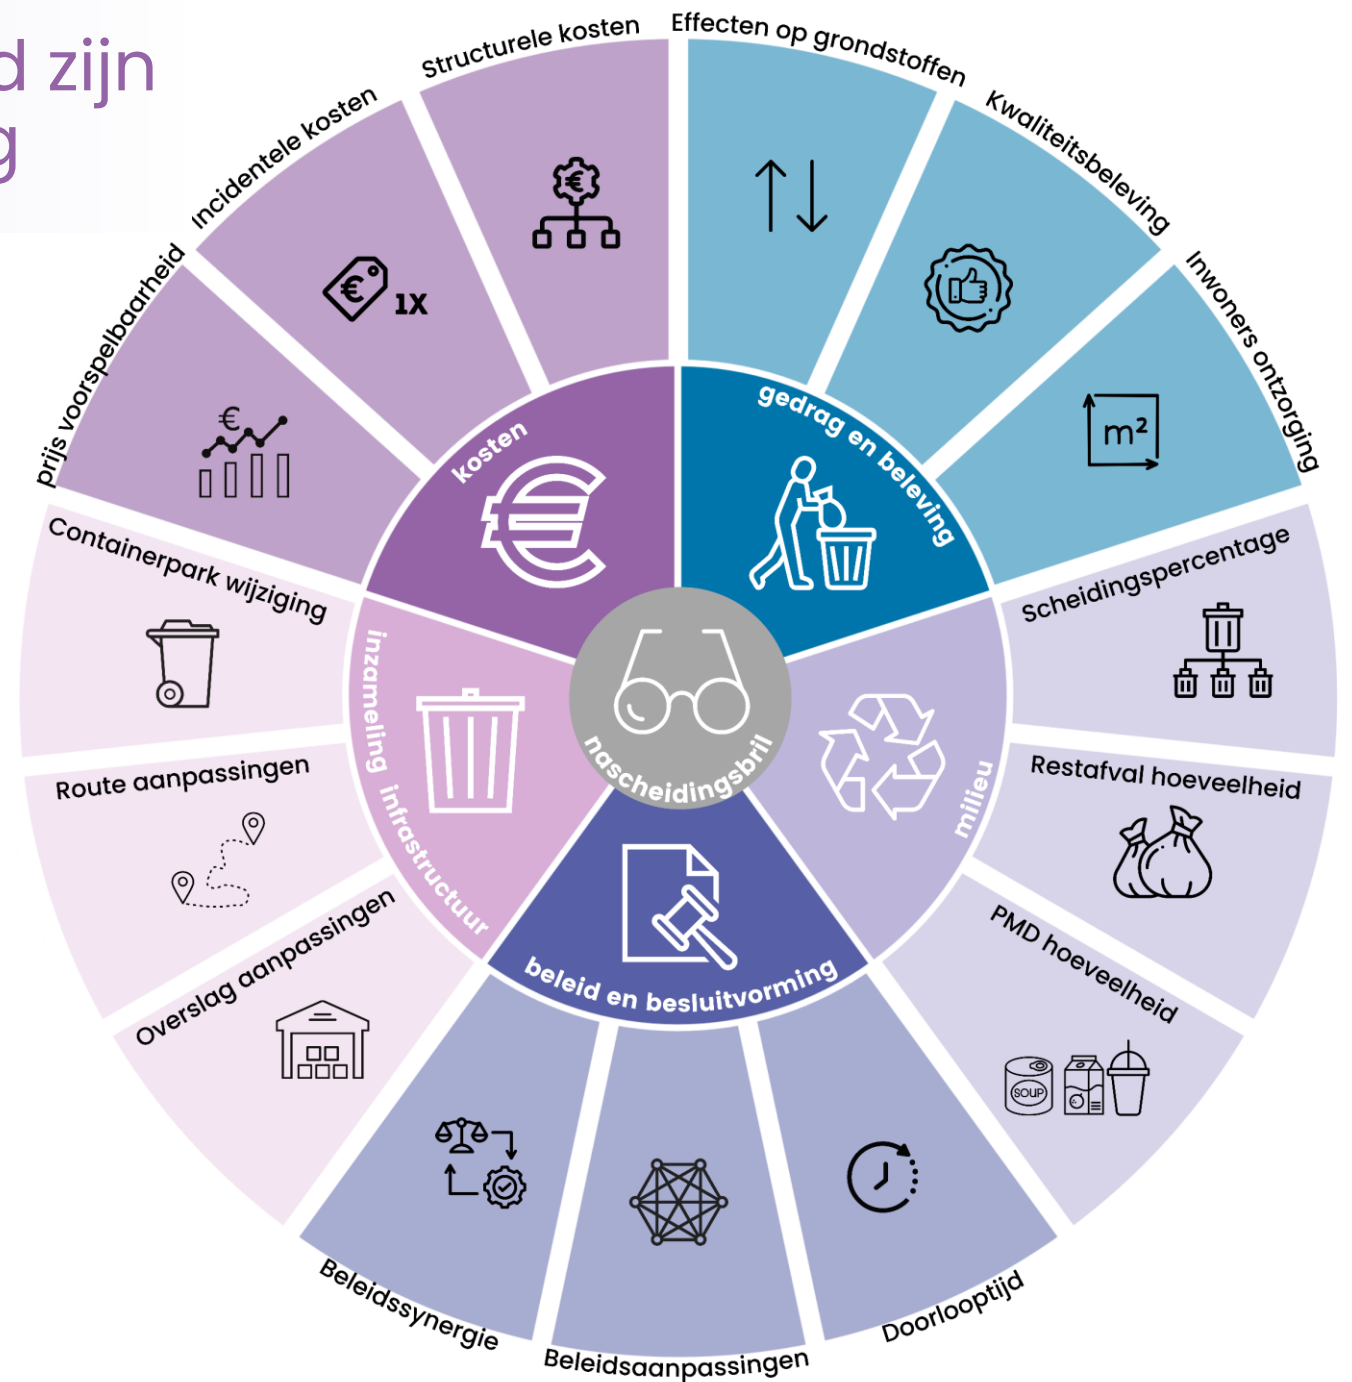 d zijn
g
Effecten op grondstoffen
Kwaliteitsbeleving
Inwoners ontzorging
m²
Scheidingspercentage
Restafval hoeveelheid
PMD hoeveelheid
SOUP
Doorlooptijd
Beleidsaanpassingen
Beleidssynergie
Overslag aanpassingen
Route aanpassingen
Containerpark wijziging
prijs voorspelbaarheid
€
Incidentele kosten
€ 1X
Structurele kosten
€
kosten
€
gedrag en beleving
milieu
beleid en besluitvorming
inzameling infrastructuur
nascheidingsbril